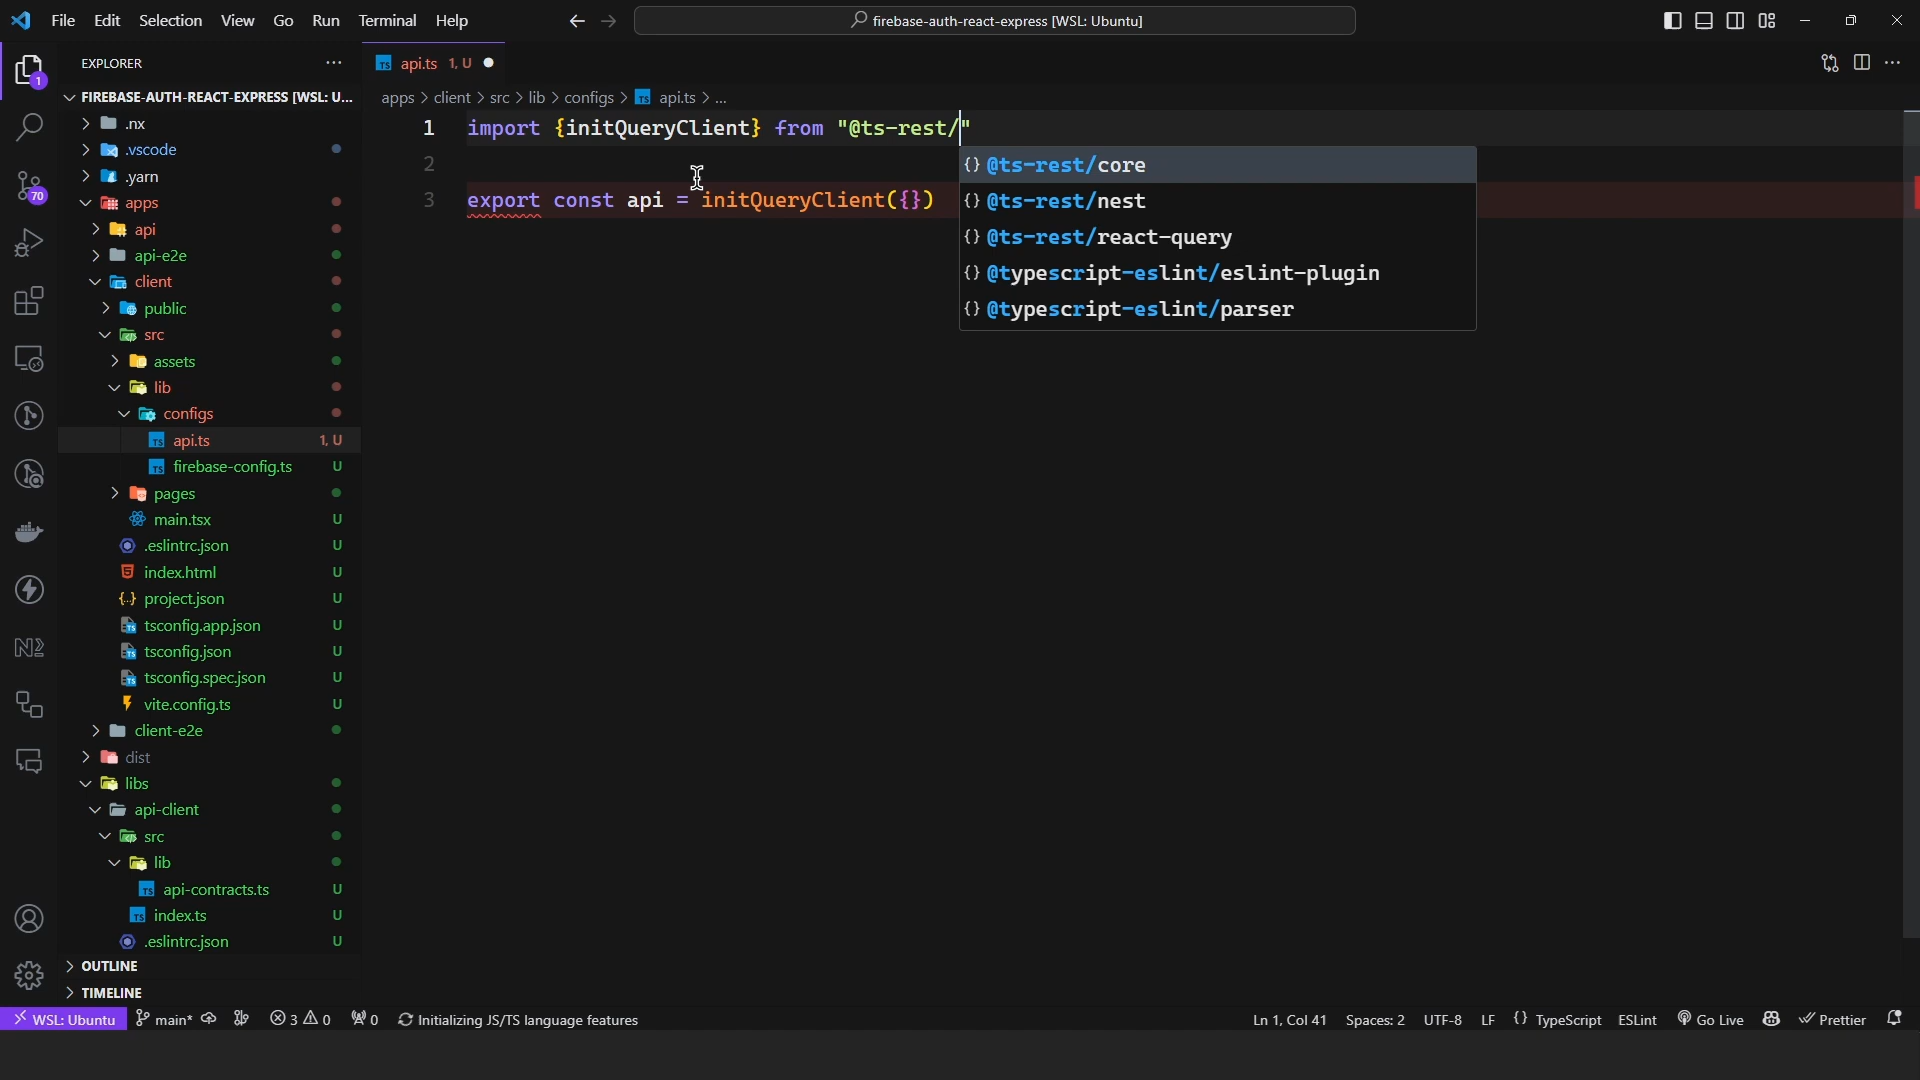 File Edit Selection View Go Run Terminal Help
firebase-auth-react-express [WSL: Ubuntu]
EXPLORER
api.ts 1, U
FIREBASE-AUTH-REACT-EXPRESS [WSL: U...
apps > client > src > lib > configs > TS api.ts > ...
.nx
.vscode
.yarn
apps
api
api-e2e
client
public
src
assets
lib
configs
TS api.ts 1, U
TS firebase-config.ts U
pages
main.tsx U
.eslintrc.json U
index.html U
project.json U
tsconfig.app.json U
tsconfig.json U
tsconfig.spec.json U
vite.config.ts U
client-e2e
dist
libs
api-client
src
lib
TS api-contracts.ts U
TS index.ts U
.eslintrc.json U
OUTLINE
TIMELINE
1
70
1 import {initQueryClient} from "@ts-rest/"
2
3 export const api = initQueryClient({})
{} @ts-rest/core
{} @ts-rest/nest
{} @ts-rest/react-query
{} @typescript-eslint/eslint-plugin
{} @typescript-eslint/parser
WSL: Ubuntu main* 3 0 0 Initializing JS/TS language features Ln 1, Col 41 Spaces: 2 UTF-8 LF {} TypeScript ESLint Go Live Prettier